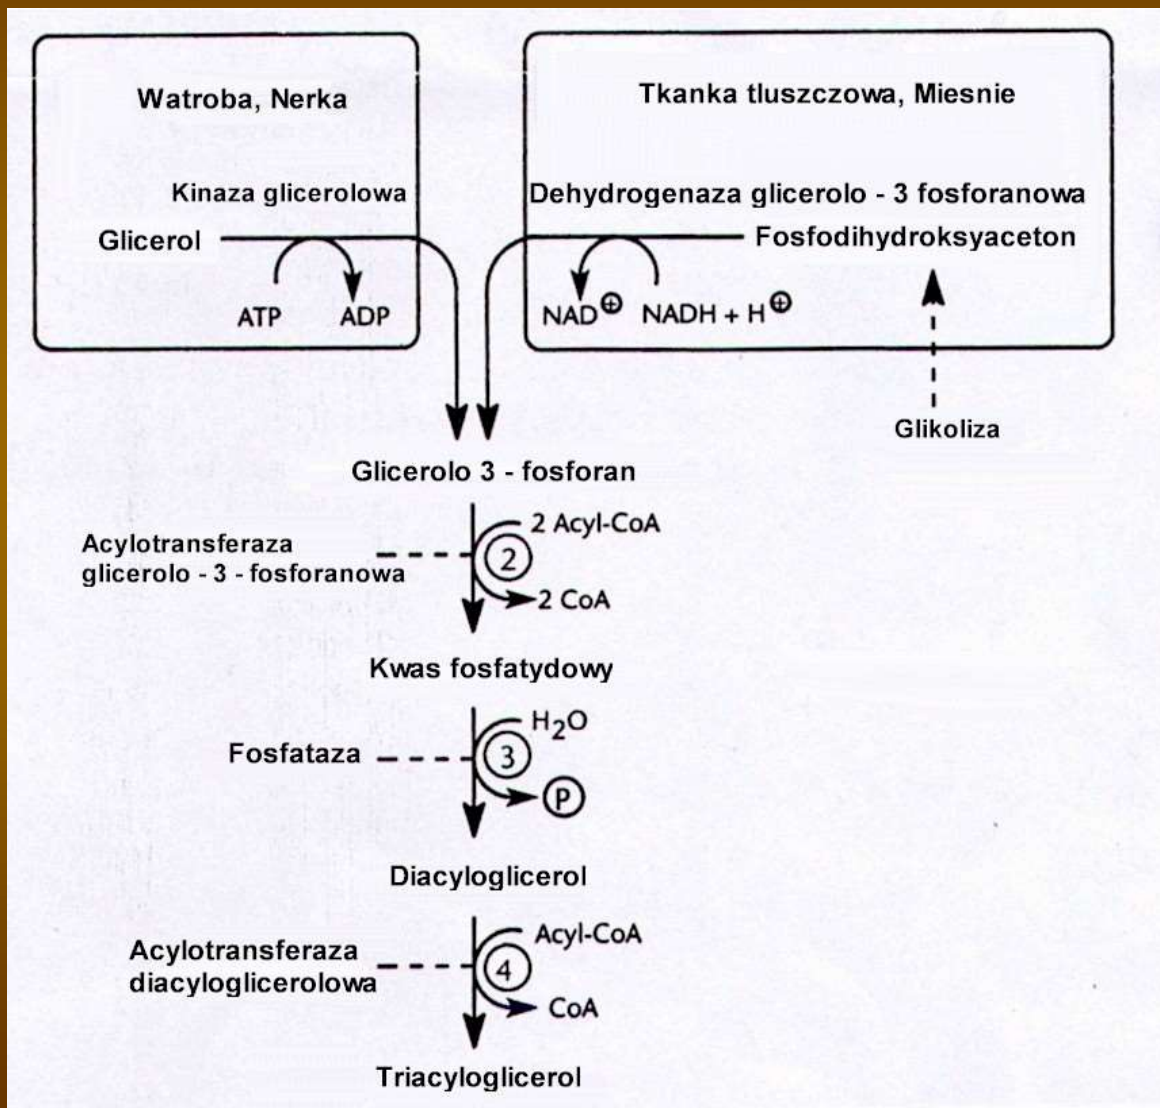 Watroba, Nerka
Kinaza glicerolowa
Glicerol
ATP
ADP
Tkanka tluszczowa, Miesnie
Dehydrogenaza glicerolo - 3 fosforanowa
Fosfodihydroksyaceton
NAD⊕
NADH + H⊕
Glikoliza
Glicerolo 3 - fosforan
2 Acyl-CoA
Acylotransferaza
glicerolo - 3 - fosforanowa
2
2 CoA
Kwas fosfatydowy
H2O
Fosfataza
3
P
Diacyloglicerol
Acyl-CoA
Acylotransferaza
diacyloglicerolowa
4
CoA
Triacyloglicerol